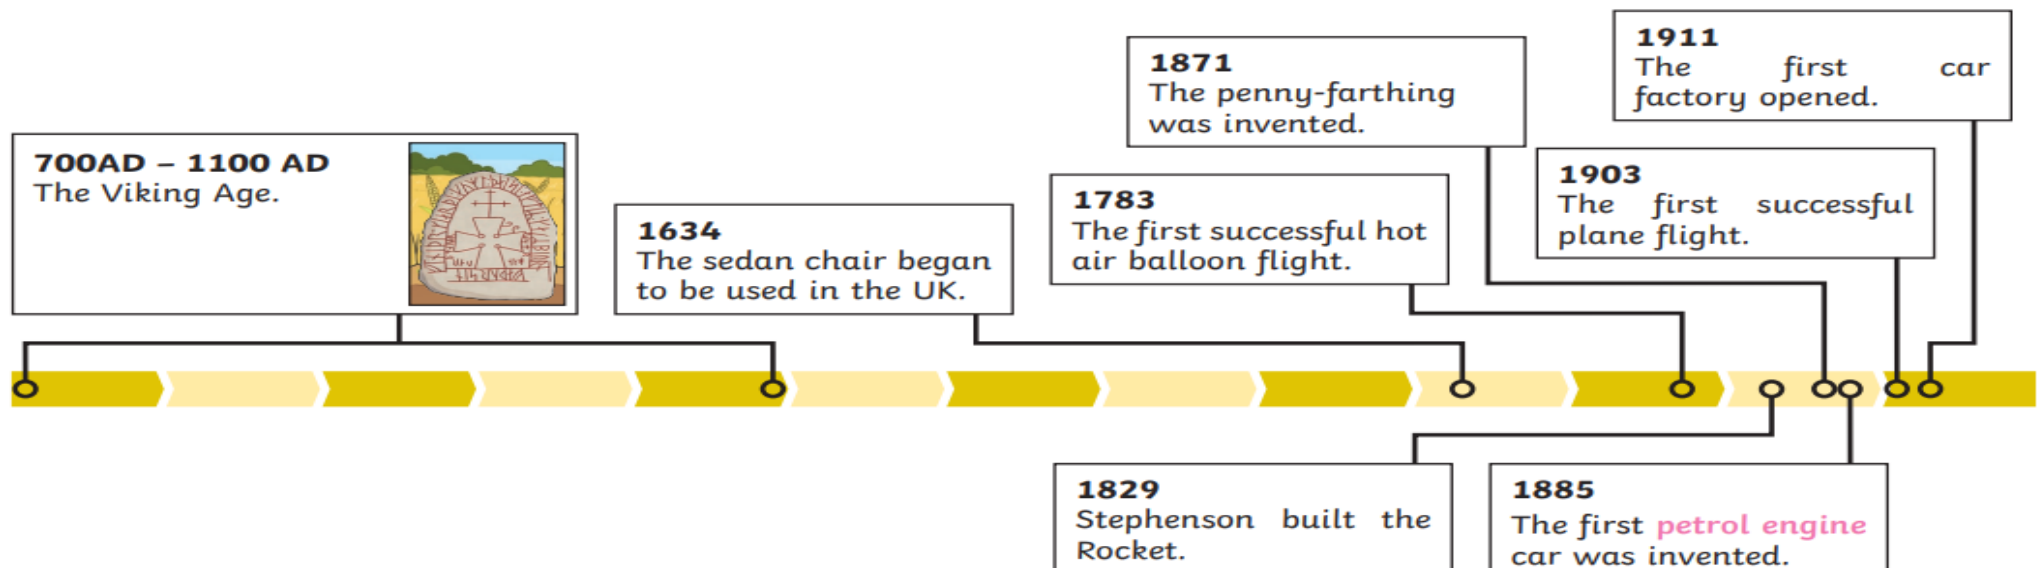 700AD – 1100 AD
The Viking Age.
1634
The sedan chair began
to be used in the UK.
1783
The first successful hot
air balloon flight.
1871
The penny-farthing
was invented.
1903
The first successful
plane flight.
1911
The first car
factory opened.
1829
Stephenson built the
Rocket.
1885
The first petrol engine
car was invented.